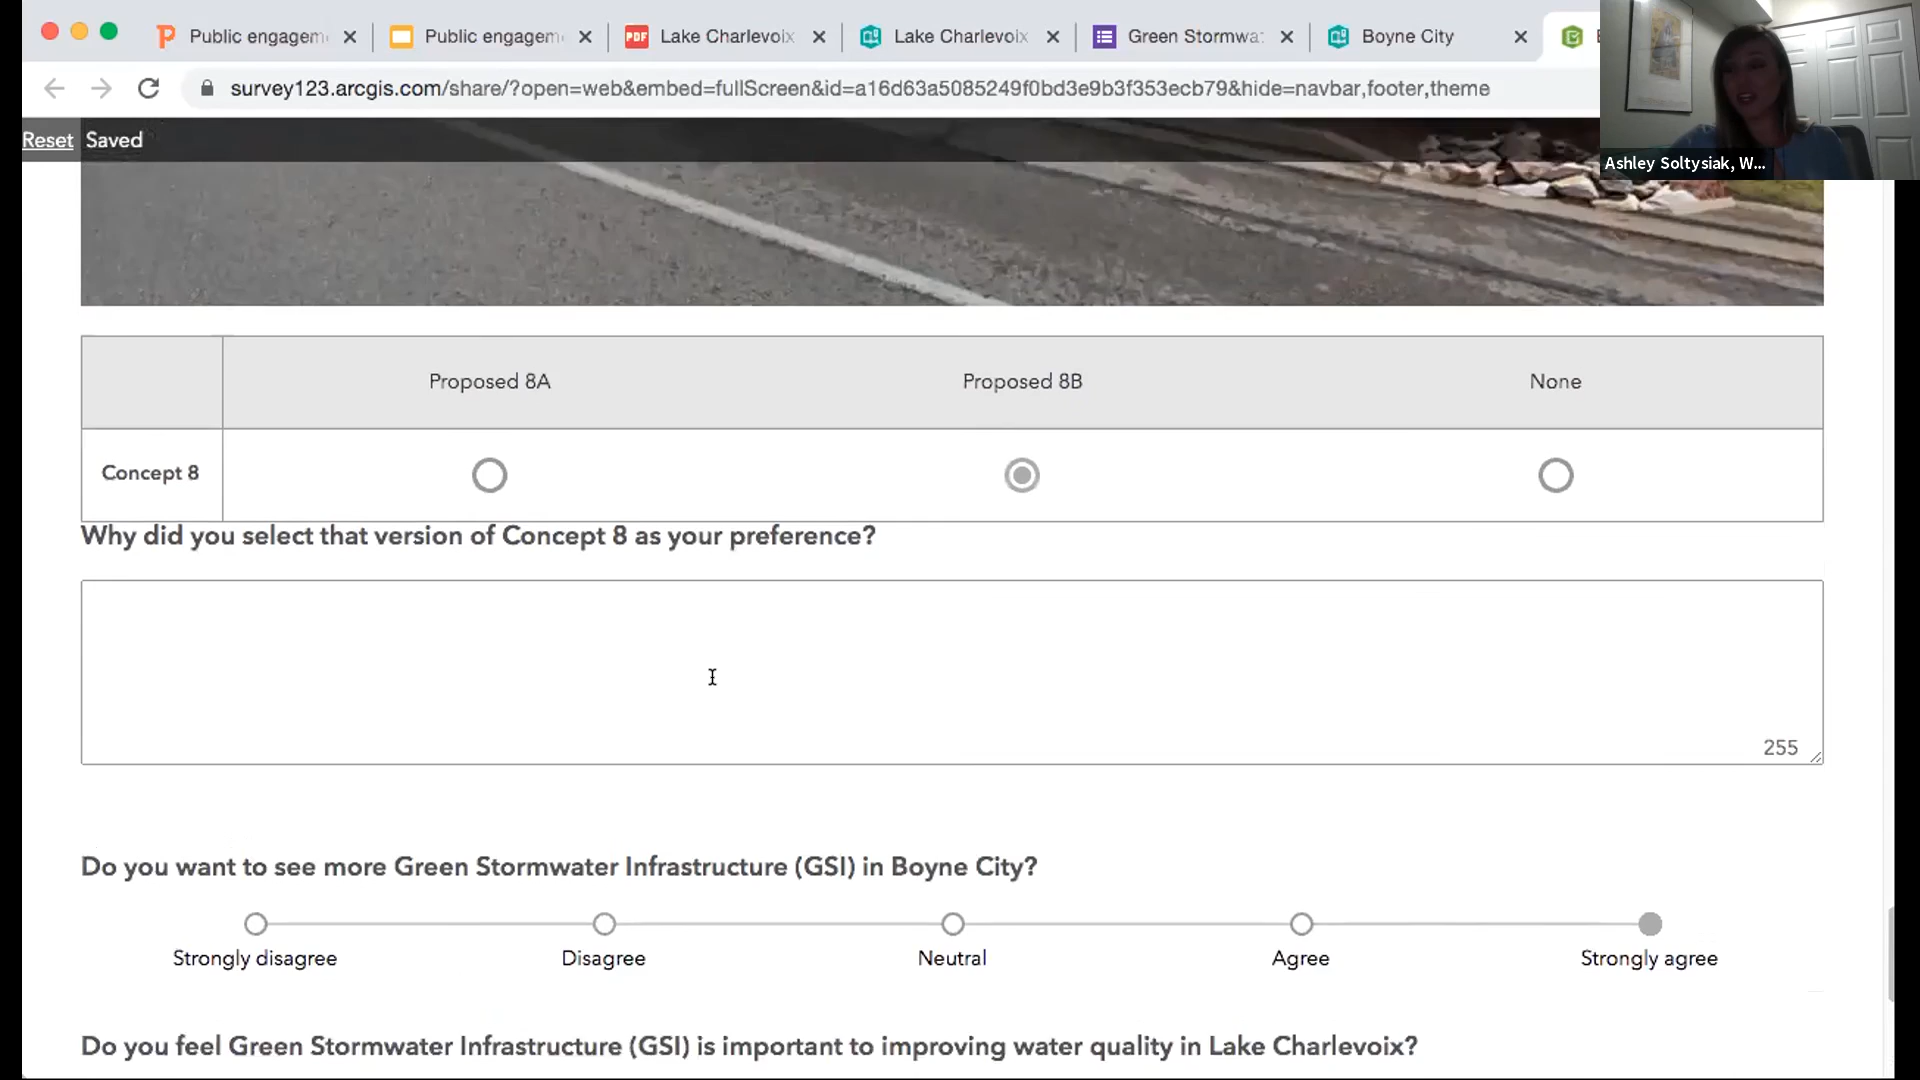 Public engagem
Public engagem
PDF
Lake Charlevoix
Lake Charlevoix
Green Stormwa
Boyne City
survey123.arcgis.com/share/?open=web&embed=fullScreen&id=a16d63a5085249f0bd3e9b3f353ecb79&hide=navbar,footer,theme
Reset Saved
Ashley Soltysiak, W...
Proposed 8A Proposed 8B None
Concept 8
Why did you select that version of Concept 8 as your preference?
255
Do you want to see more Green Stormwater Infrastructure (GSI) in Boyne City?
Strongly disagree Disagree Neutral Agree Strongly agree
Do you feel Green Stormwater Infrastructure (GSI) is important to improving water quality in Lake Charlevoix?